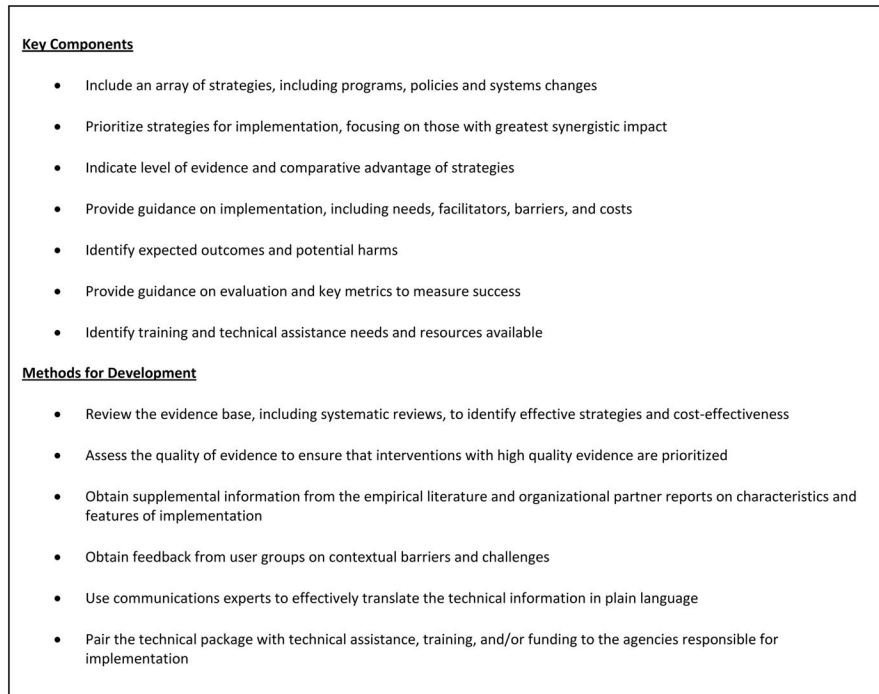 Key Components
• Include an array of strategies, including programs, policies and systems changes
• Prioritize strategies for implementation, focusing on those with greatest synergistic impact
• Indicate level of evidence and comparative advantage of strategies
• Provide guidance on implementation, including needs, facilitators, barriers, and costs
• Identify expected outcomes and potential harms
• Provide guidance on evaluation and key metrics to measure success
• Identify training and technical assistance needs and resources available
Methods for Development
• Review the evidence base, including systematic reviews, to identify effective strategies and cost-effectiveness
• Assess the quality of evidence to ensure that interventions with high quality evidence are prioritized
• Obtain supplemental information from the empirical literature and organizational partner reports on characteristics and
features of implementation
• Obtain feedback from user groups on contextual barriers and challenges
• Use communications experts to effectively translate the technical information in plain language
• Pair the technical package with technical assistance, training, and/or funding to the agencies responsible for
implementation